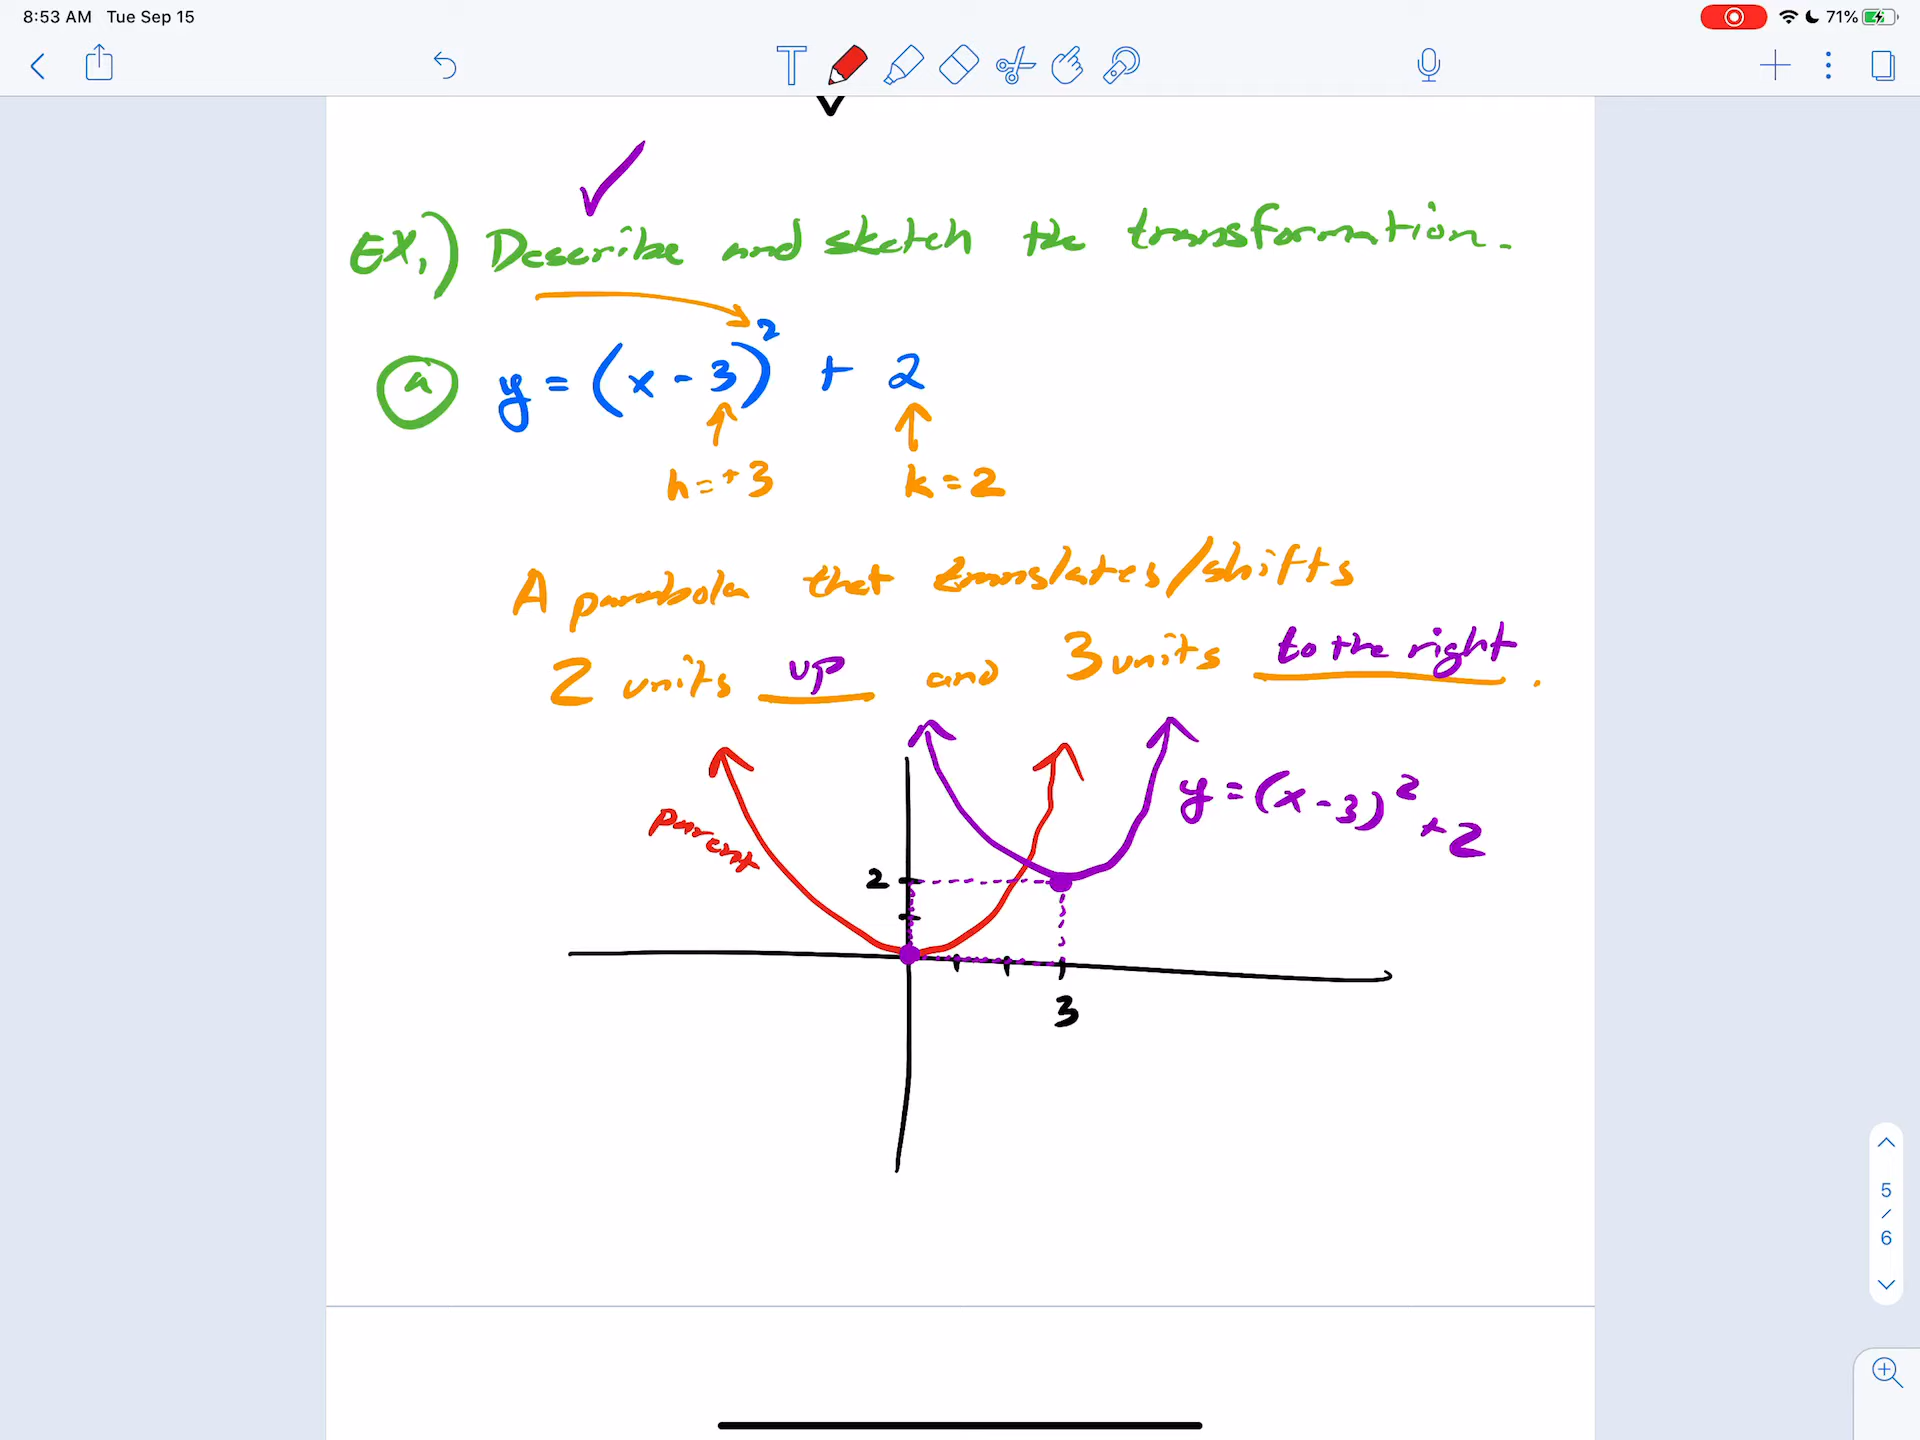 8:53 AM Tue Sep 15
71%
T
EX,) Describe and sketch the transformation.
a y = (x - 3)² + 2
h = +3 k = 2
A parabola that translates/shifts
2 units up and 3 units to the right.
parent
y = (x - 3)² + 2
2
3
5
/
6